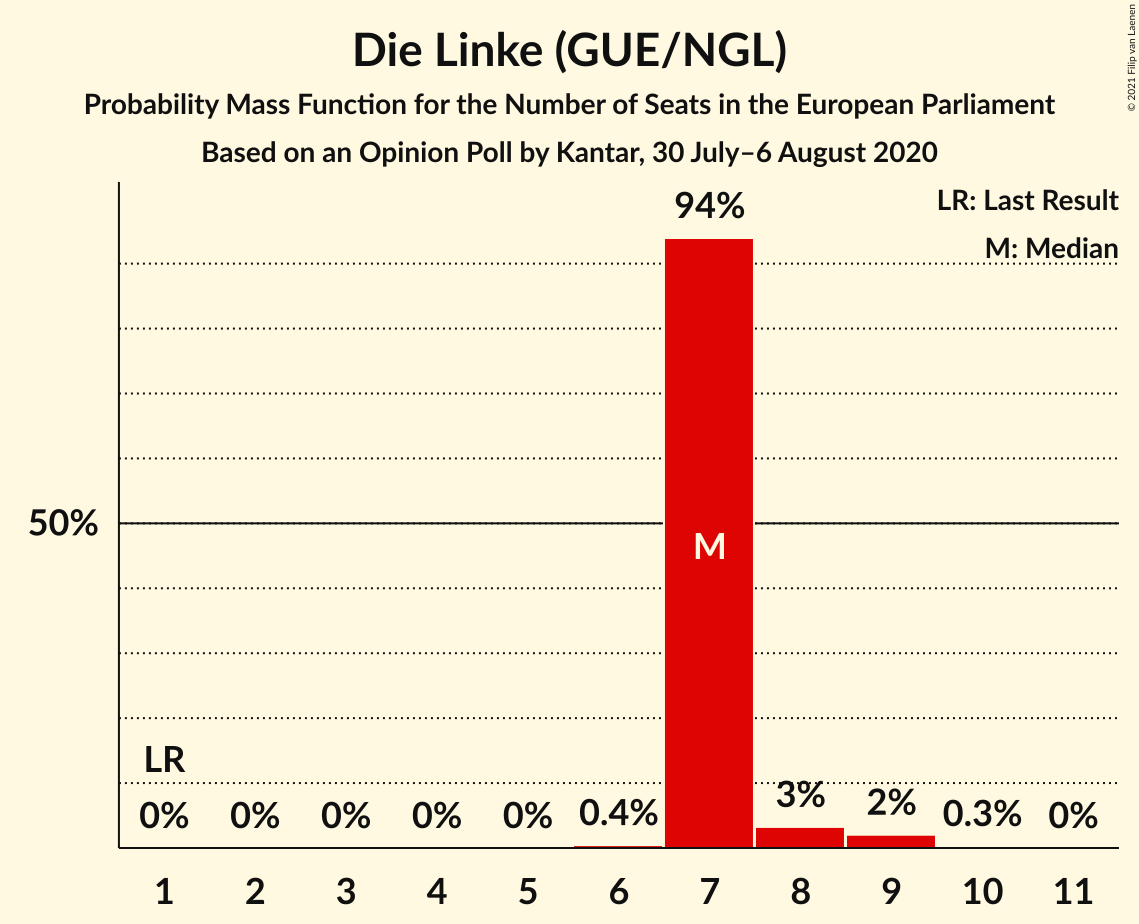 Die Linke (GUE/NGL)
Probability Mass Function for the Number of Seats in the European Parliament
Based on an Opinion Poll by Kantar, 30 July–6 August 2020
© 2021 Filip van Laenen
LR: Last Result
M: Median
94%
50%
M
LR
0% 0% 0% 0% 0% 0.4% 3% 2% 0.3% 0%
1 2 3 4 5 6 7 8 9 10 11